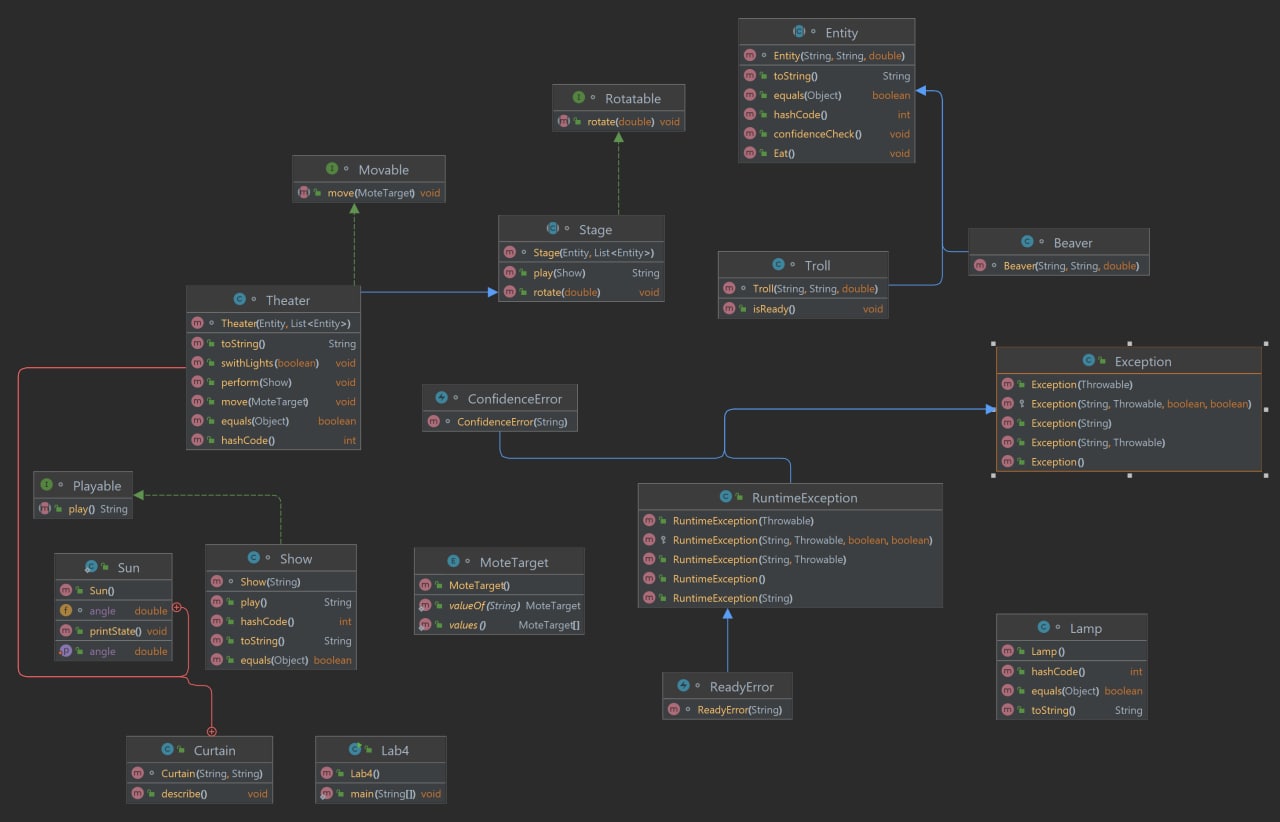 Entity
Entity(String, String, double)
toString() String
equals(Object) boolean
hashCode() int
confidenceCheck() void
Eat() void
Rotatable
rotate(double) void
Movable
move(MoteTarget) void
Stage
Stage(Entity, List<Entity>)
play(Show) String
rotate(double) void
Beaver
Beaver(String, String, double)
Troll
Troll(String, String, double)
isReady() void
Theater
Theater(Entity, List<Entity>)
toString() String
swithLights(boolean) void
perform(Show) void
move(MoteTarget) void
equals(Object) boolean
hashCode() int
Exception
Exception(Throwable)
Exception(String, Throwable, boolean, boolean)
Exception(String)
Exception(String, Throwable)
Exception()
ConfidenceError
ConfidenceError(String)
Playable
play() String
RuntimeException
RuntimeException(Throwable)
RuntimeException(String, Throwable, boolean, boolean)
RuntimeException(String, Throwable)
RuntimeException()
RuntimeException(String)
Sun
Sun()
angle double
printState() void
angle double
Show
Show(String)
play() String
hashCode() int
toString() String
equals(Object) boolean
MoteTarget
MoteTarget()
valueOf(String) MoteTarget
values() MoteTarget[]
Lamp
Lamp()
hashCode() int
equals(Object) boolean
toString() String
ReadyError
ReadyError(String)
Curtain
Curtain(String, String)
describe() void
Lab4
Lab4()
main(String[]) void